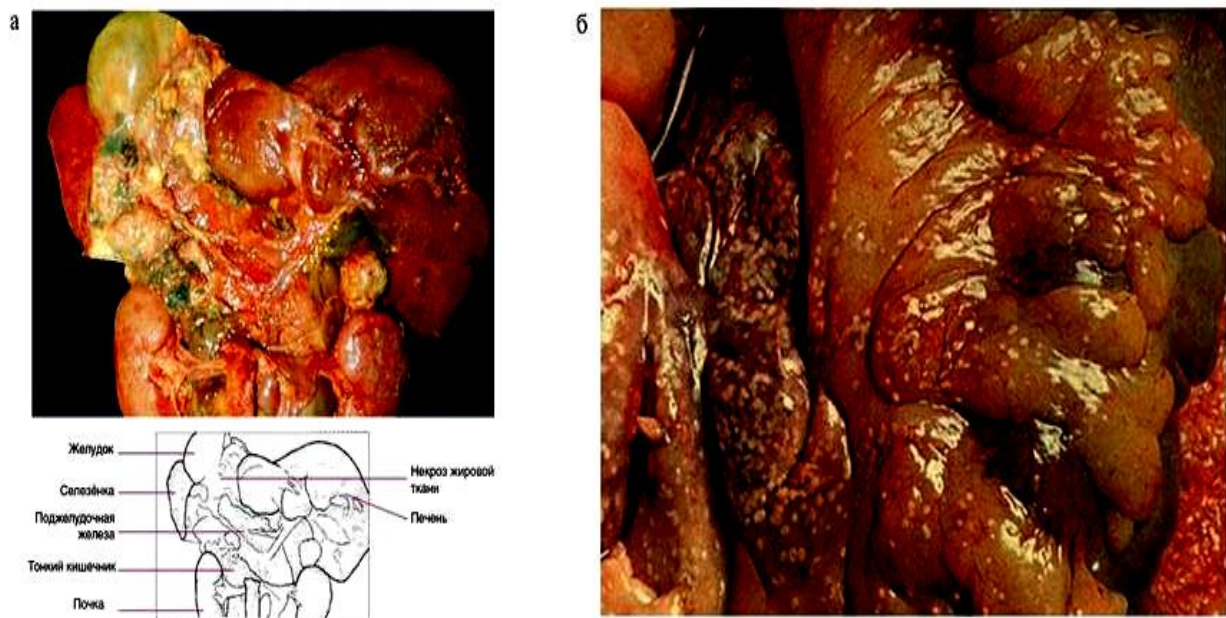 а
б
Желудок
Селезёнка
Поджелудочная
железа
Тонкий кишечник
Почка
Некроз жировой
ткани
Печень